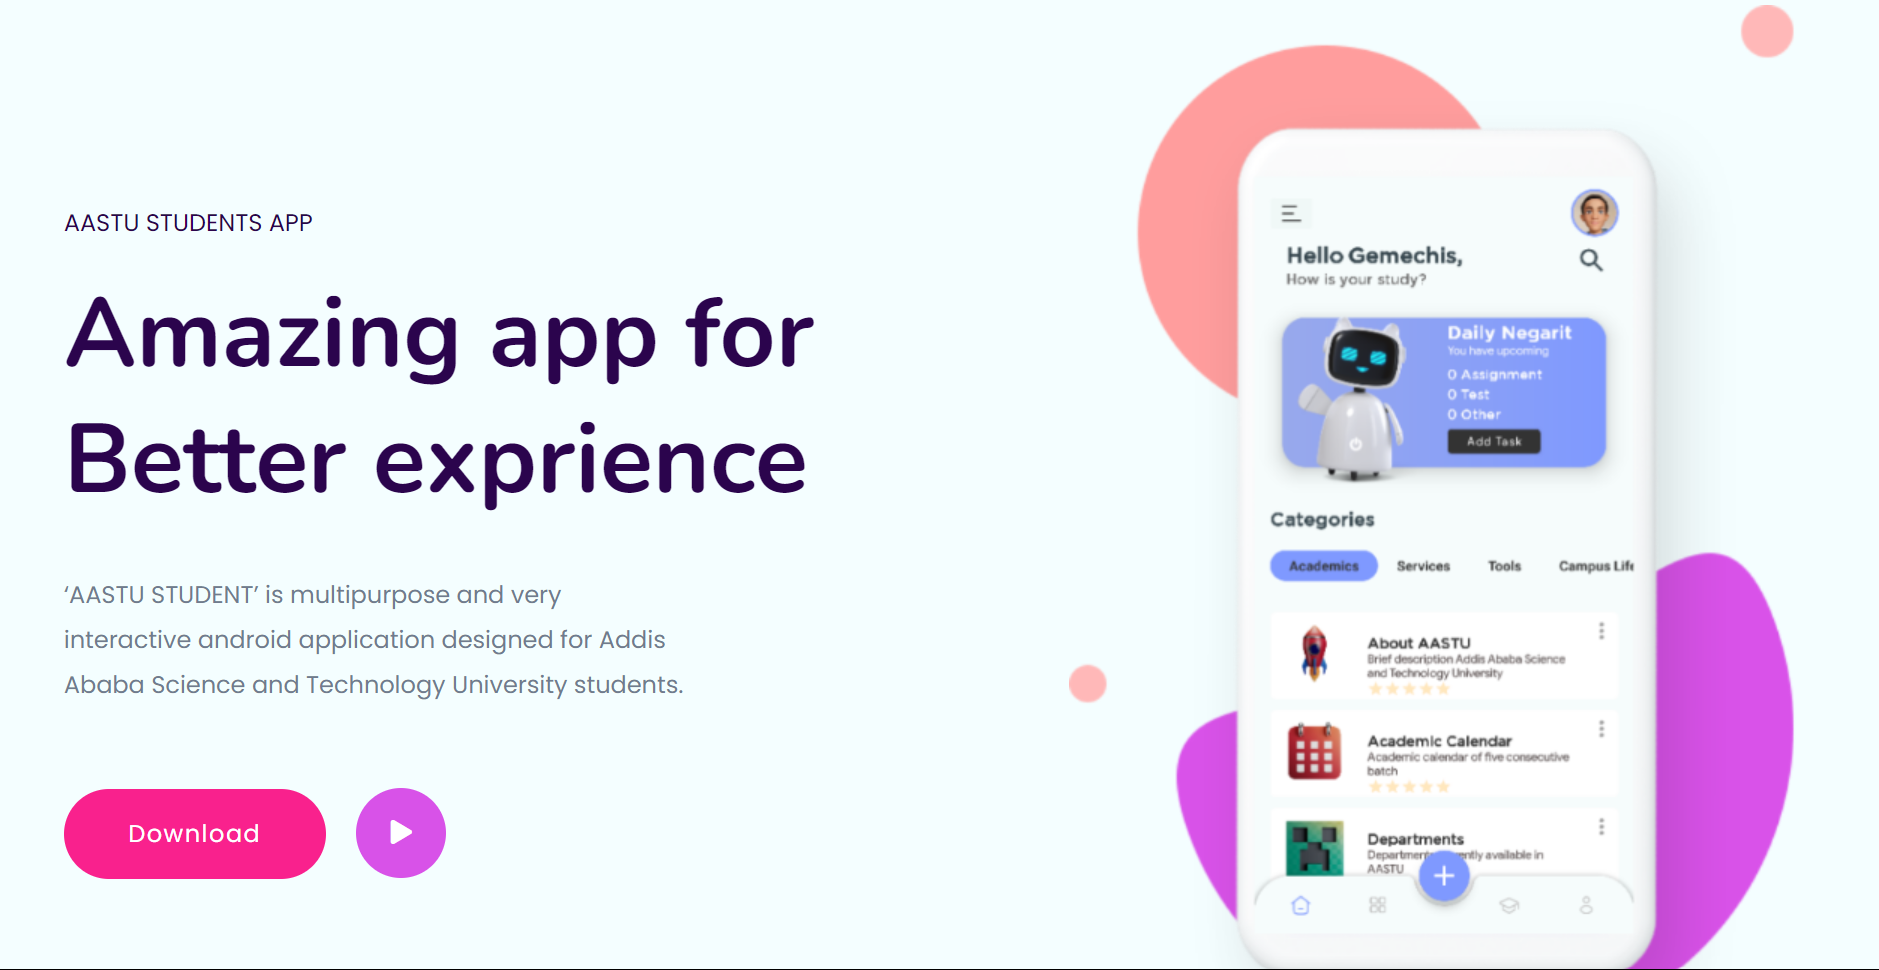 AASTU STUDENTS APP
Amazing app for
Better exprience
‘AASTU STUDENT’ is multipurpose and very
interactive android application designed for Addis
Ababa Science and Technology University students.
Download
Hello Gemechis,
How is your study?
Daily Negarit
You have upcoming
0 Assignment
0 Test
0 Other
Add Task
Categories
Academics Services Tools Campus Life
About AASTU
Brief description Addis Ababa Science
and Technology University
Academic Calendar
Academic calendar of five consecutive
batch
Departments
available in
AASTU